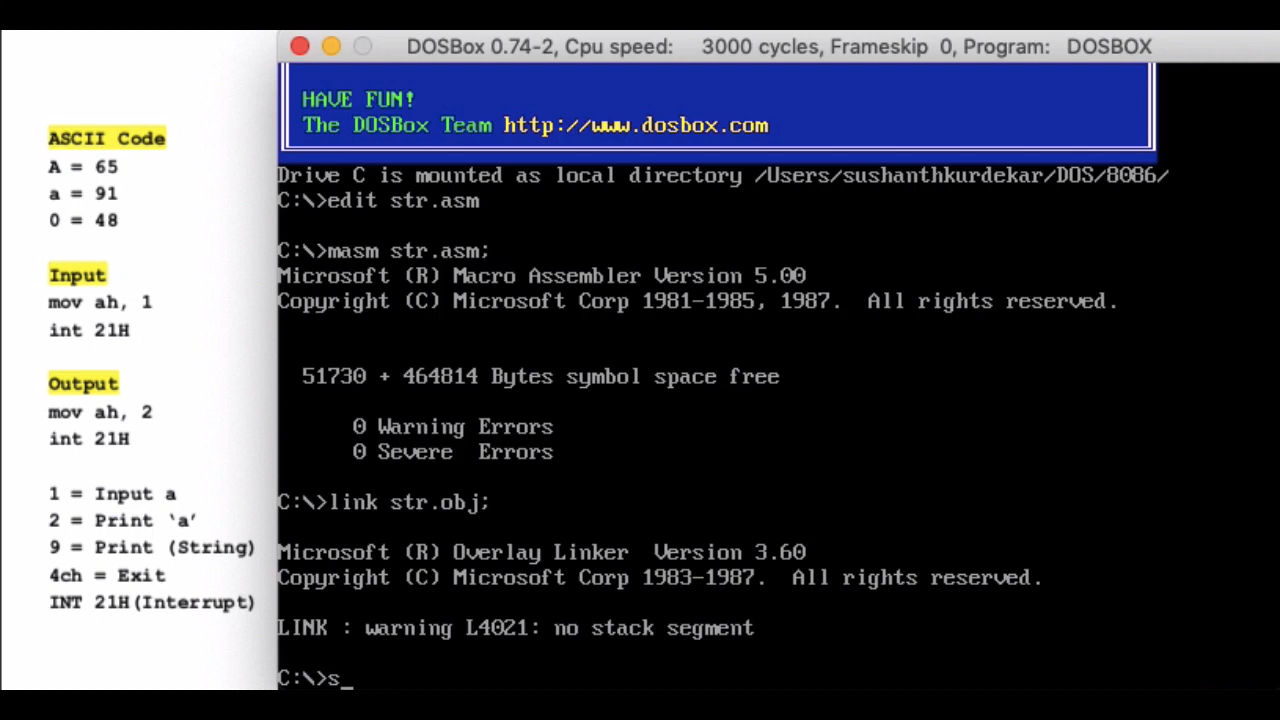 ASCII Code
A = 65
a = 91
0 = 48
Input
mov ah, 1
int 21H
Output
mov ah, 2
int 21H
1 = Input a
2 = Print ‘a’
9 = Print (String)
4ch = Exit
INT 21H(Interrupt)
DOSBox 0.74-2, Cpu speed: 3000 cycles, Frameskip 0, Program: DOSBOX
HAVE FUN!
The DOSBox Team http://www.dosbox.com
Drive C is mounted as local directory /Users/sushanthkurdekar/DOS/8086/
C:\>edit str.asm
C:\>masm str.asm;
Microsoft (R) Macro Assembler Version 5.00
Copyright (C) Microsoft Corp 1981-1985, 1987. All rights reserved.
51730 + 464814 Bytes symbol space free
0 Warning Errors
0 Severe Errors
C:\>link str.obj;
Microsoft (R) Overlay Linker Version 3.60
Copyright (C) Microsoft Corp 1983-1987. All rights reserved.
LINK : warning L4021: no stack segment
C:\>s_